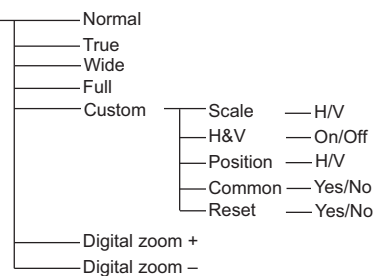 Normal
True
Wide
Full
Custom
Scale H/V
H&V On/Off
Position H/V
Common Yes/No
Reset Yes/No
Digital zoom +
Digital zoom –